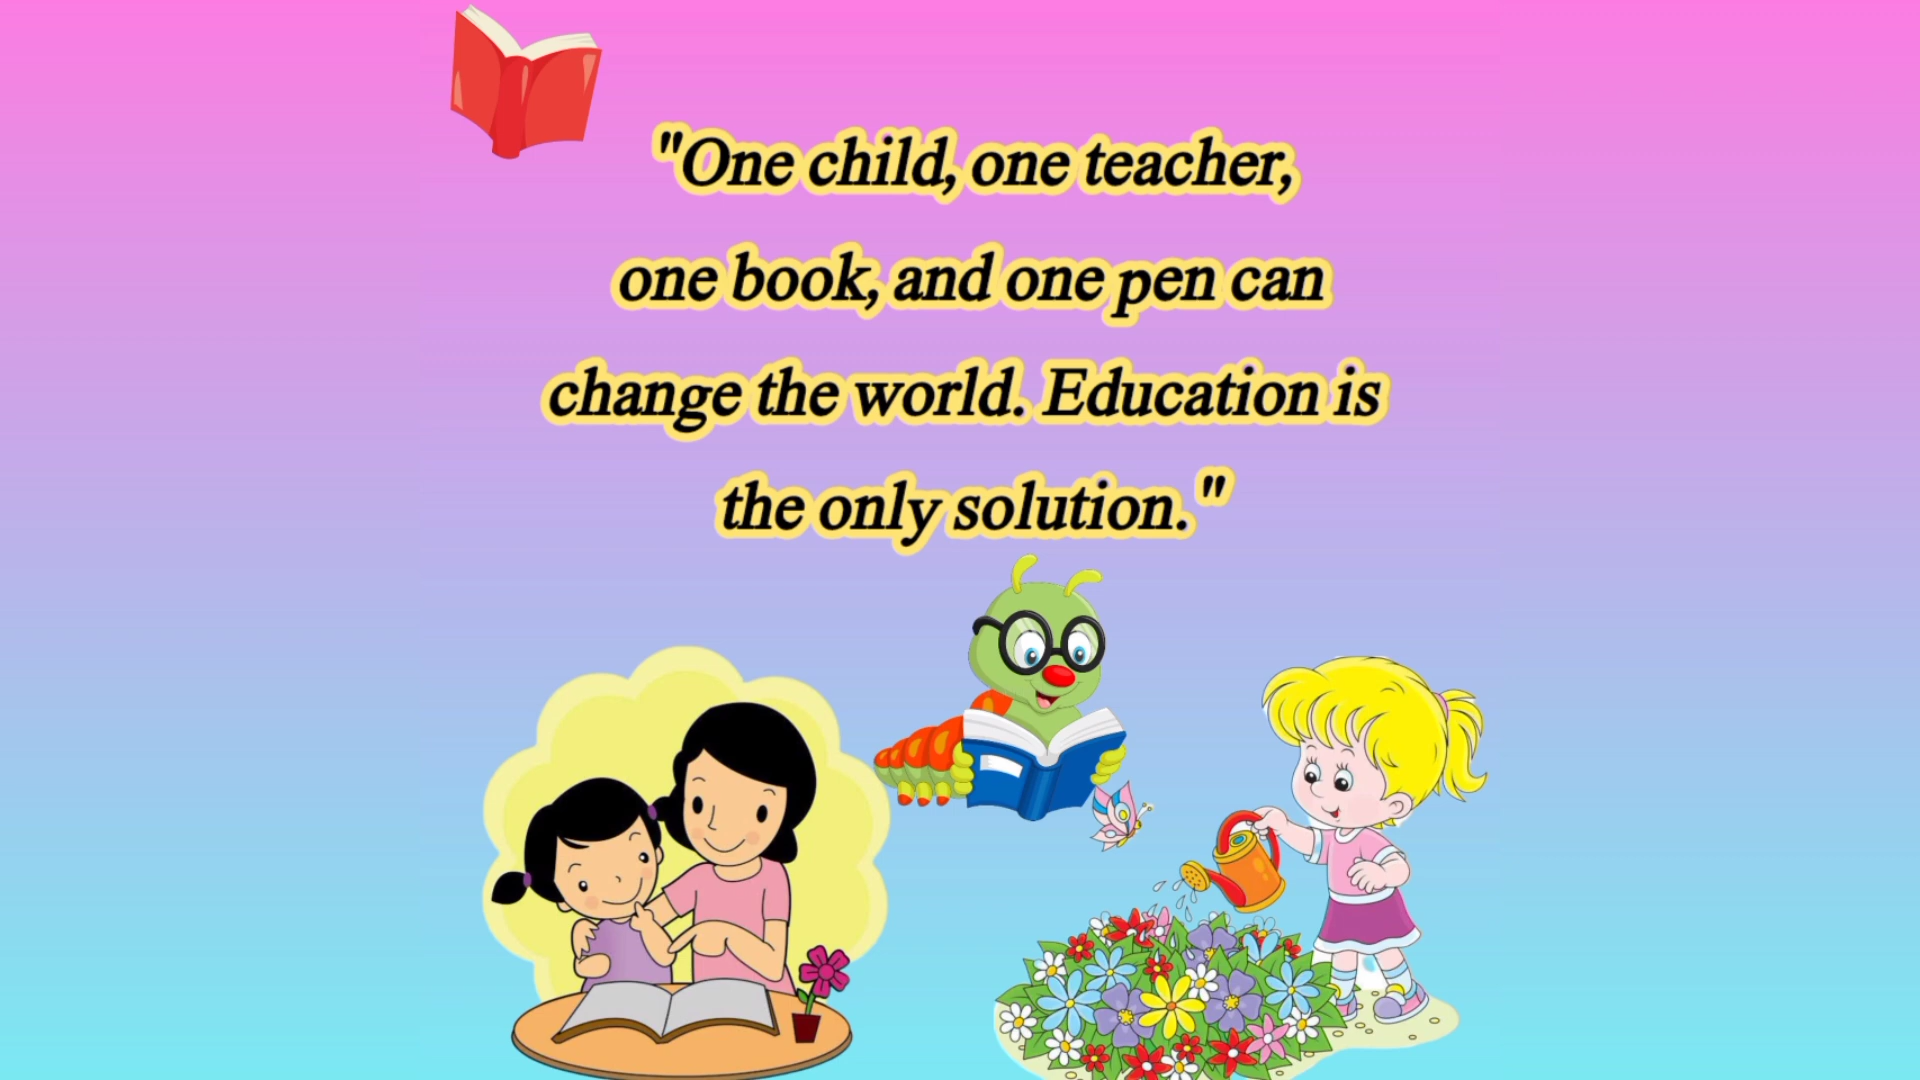 "One child, one teacher,
one book, and one pen can
change the world. Education is
the only solution."